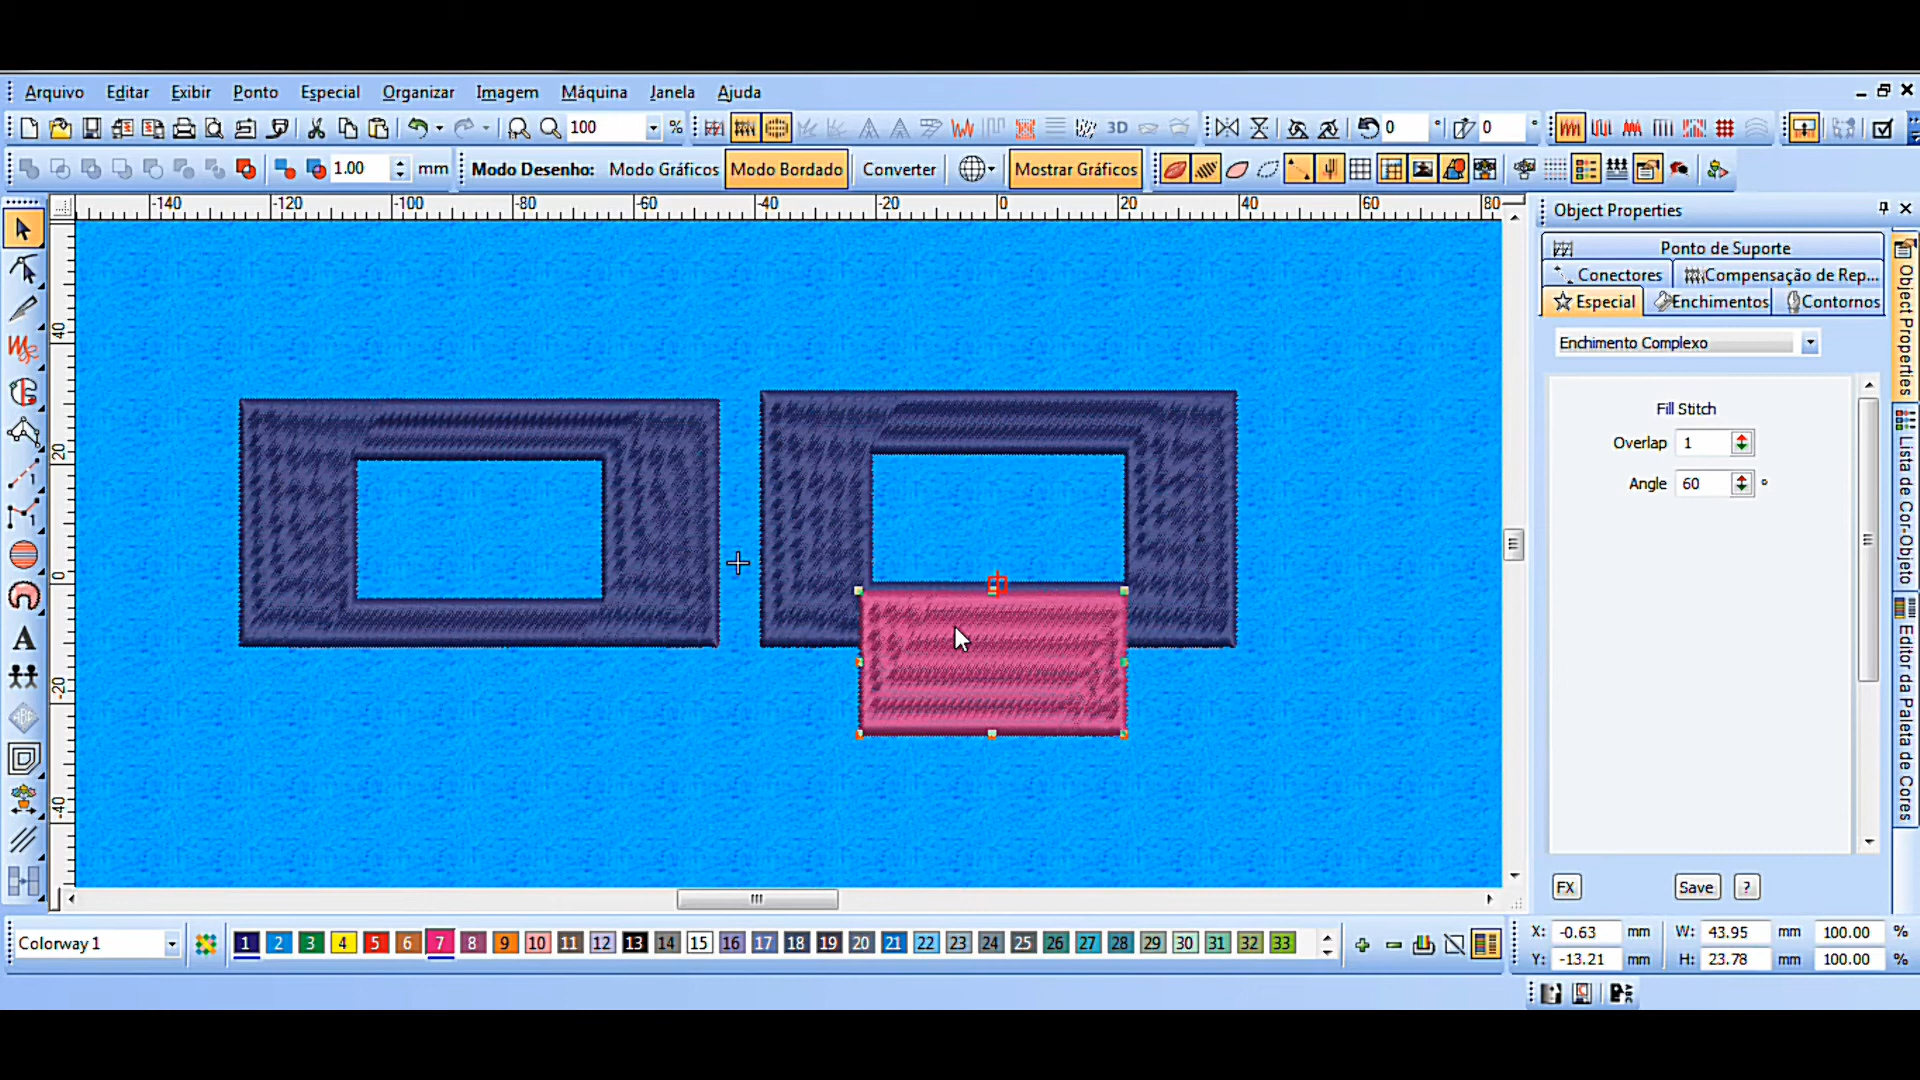 Arquivo Editar Exibir Ponto Especial Organizar Imagem Máquina Janela Ajuda
100 % 3D 0 ° 0 °
1.00 mm Modo Desenho: Modo Gráficos Modo Bordado Converter Mostrar Gráficos
-140 -120 -100 -80 -60 -40 -20 0 20 40 60 80
Object Properties
Ponto de Suporte
Conectores Compensação de Rep...
Especial Enchimentos Contornos
Enchimento Complexo
Fill Stitch
Overlap 1
Angle 60 °
FX Save ?
Object Properties
Lista de Cor-Objeto
Editor da Paleta de Cores
40
20
0
-20
-40
A
ABC
Colorway 1
1 2 3 4 5 6 7 8 9 10 11 12 13 14 15 16 17 18 19 20 21 22 23 24 25 26 27 28 29 30 31 32 33
X: -0.63 mm W: 43.95 mm 100.00 %
Y: -13.21 mm H: 23.78 mm 100.00 %